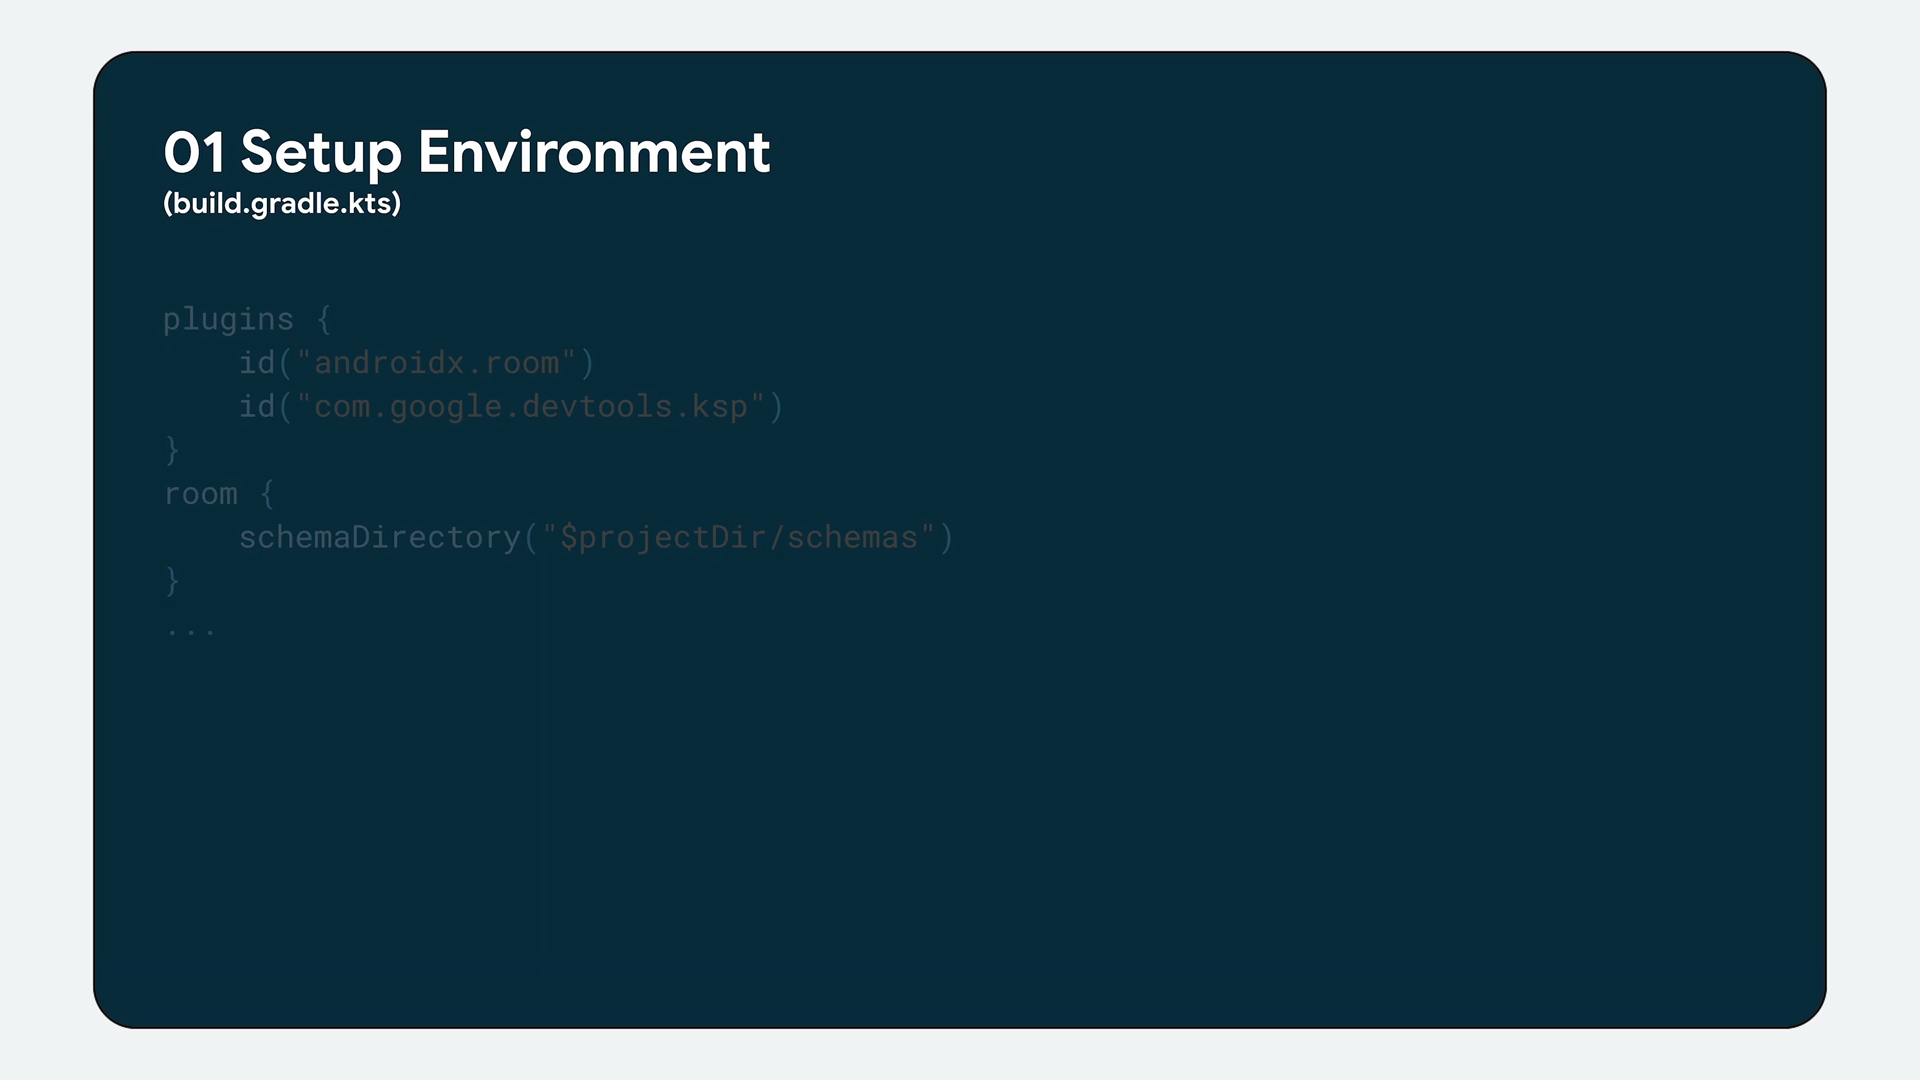 01 Setup Environment
(build.gradle.kts)
plugins {
    id("androidx.room")
    id("com.google.devtools.ksp")
}
room {
    schemaDirectory("$projectDir/schemas")
}
...